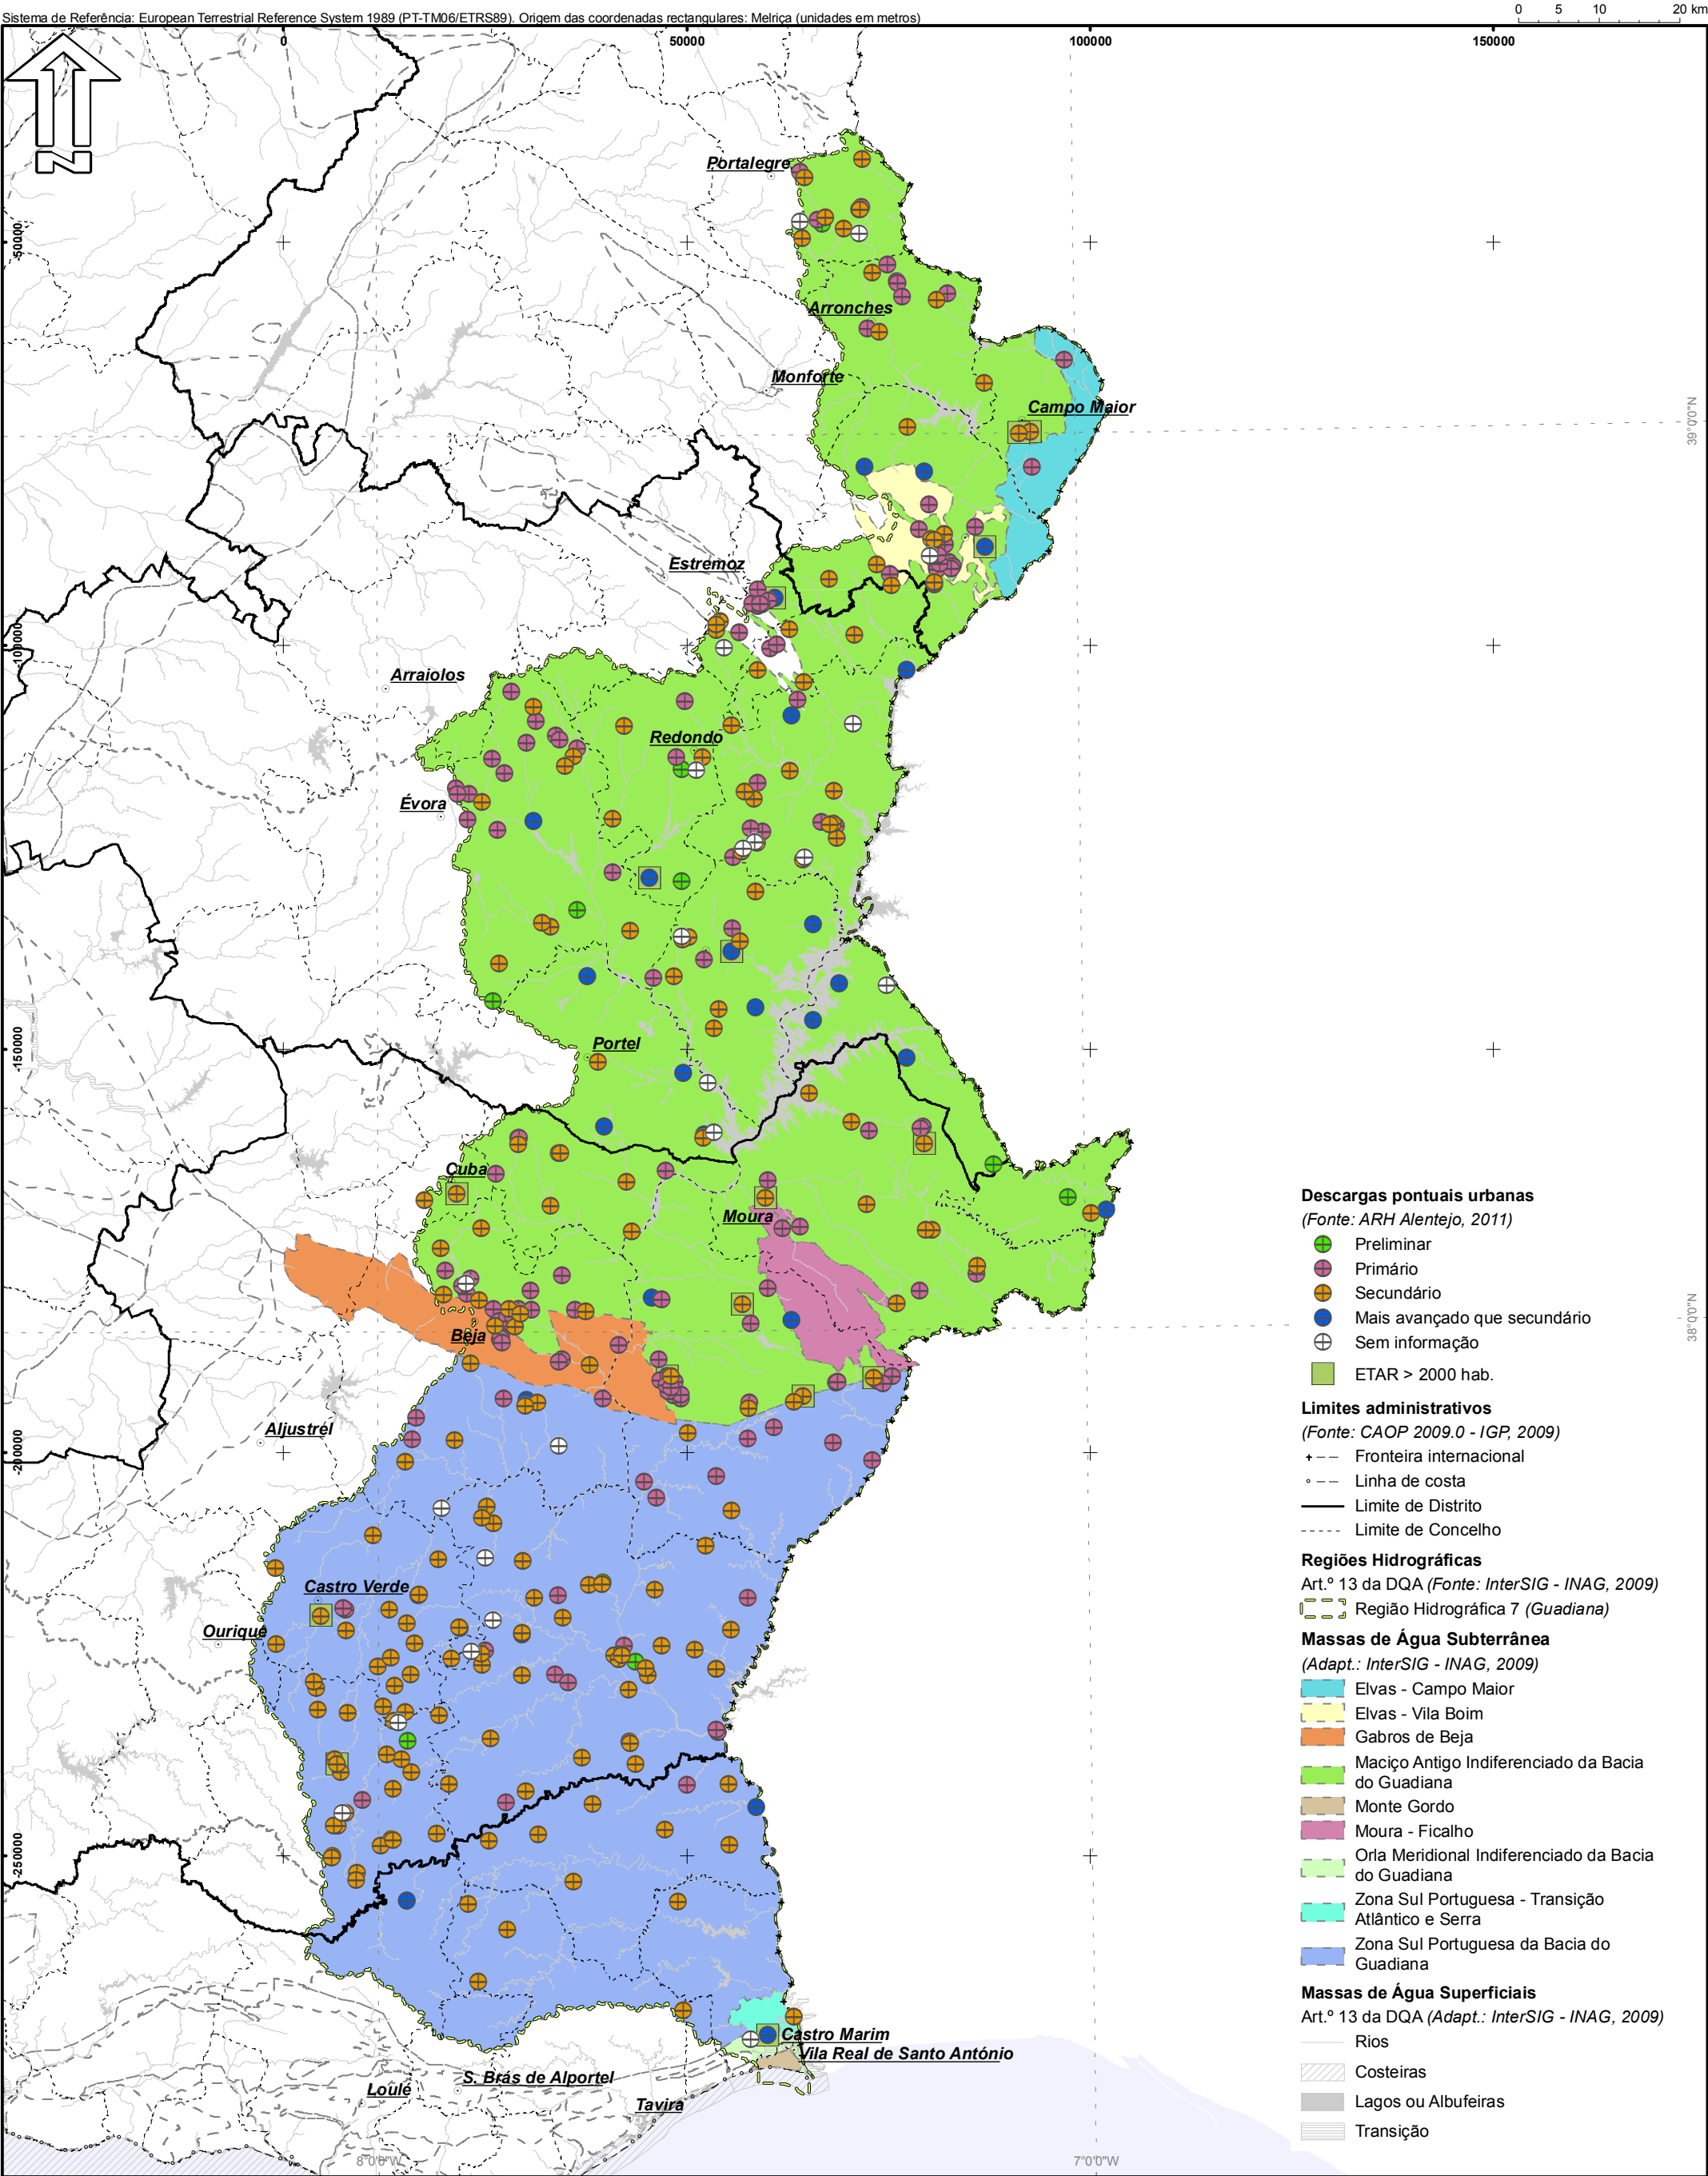 Sistema de Referência: European Terrestrial Reference System 1989 (PT-TM06/ETRS89). Origem das coordenadas rectangulares: Melriça (unidades em metros)
0 5 10 20 km
0 50000 100000 150000
N
Portalegre
-50000
Arronches
Monforte
Campo Maior
39°0'0"N
Estremoz
-100000
Arraiolos
Redondo
Évora
-150000
Portel
Cuba
Moura
38°0'0"N
Beja
Aljustrel
-200000
Castro Verde
Ourique
-250000
Castro Marim
Vila Real de Santo António
S. Brás de Alportel
Loulé
Tavira
8°0'0"W
7°0'0"W
Descargas pontuais urbanas
(Fonte: ARH Alentejo, 2011)
Preliminar
Primário
Secundário
Mais avançado que secundário
Sem informação
ETAR > 2000 hab.
Limites administrativos
(Fonte: CAOP 2009.0 - IGP, 2009)
Fronteira internacional
Linha de costa
Limite de Distrito
Limite de Concelho
Regiões Hidrográficas
Art.º 13 da DQA (Fonte: InterSIG - INAG, 2009)
Região Hidrográfica 7 (Guadiana)
Massas de Água Subterrânea
(Adapt.: InterSIG - INAG, 2009)
Elvas - Campo Maior
Elvas - Vila Boim
Gabros de Beja
Maciço Antigo Indiferenciado da Bacia
do Guadiana
Monte Gordo
Moura - Ficalho
Orla Meridional Indiferenciado da Bacia
do Guadiana
Zona Sul Portuguesa - Transição
Atlântico e Serra
Zona Sul Portuguesa da Bacia do
Guadiana
Massas de Água Superficiais
Art.º 13 da DQA (Adapt.: InterSIG - INAG, 2009)
Rios
Costeiras
Lagos ou Albufeiras
Transição